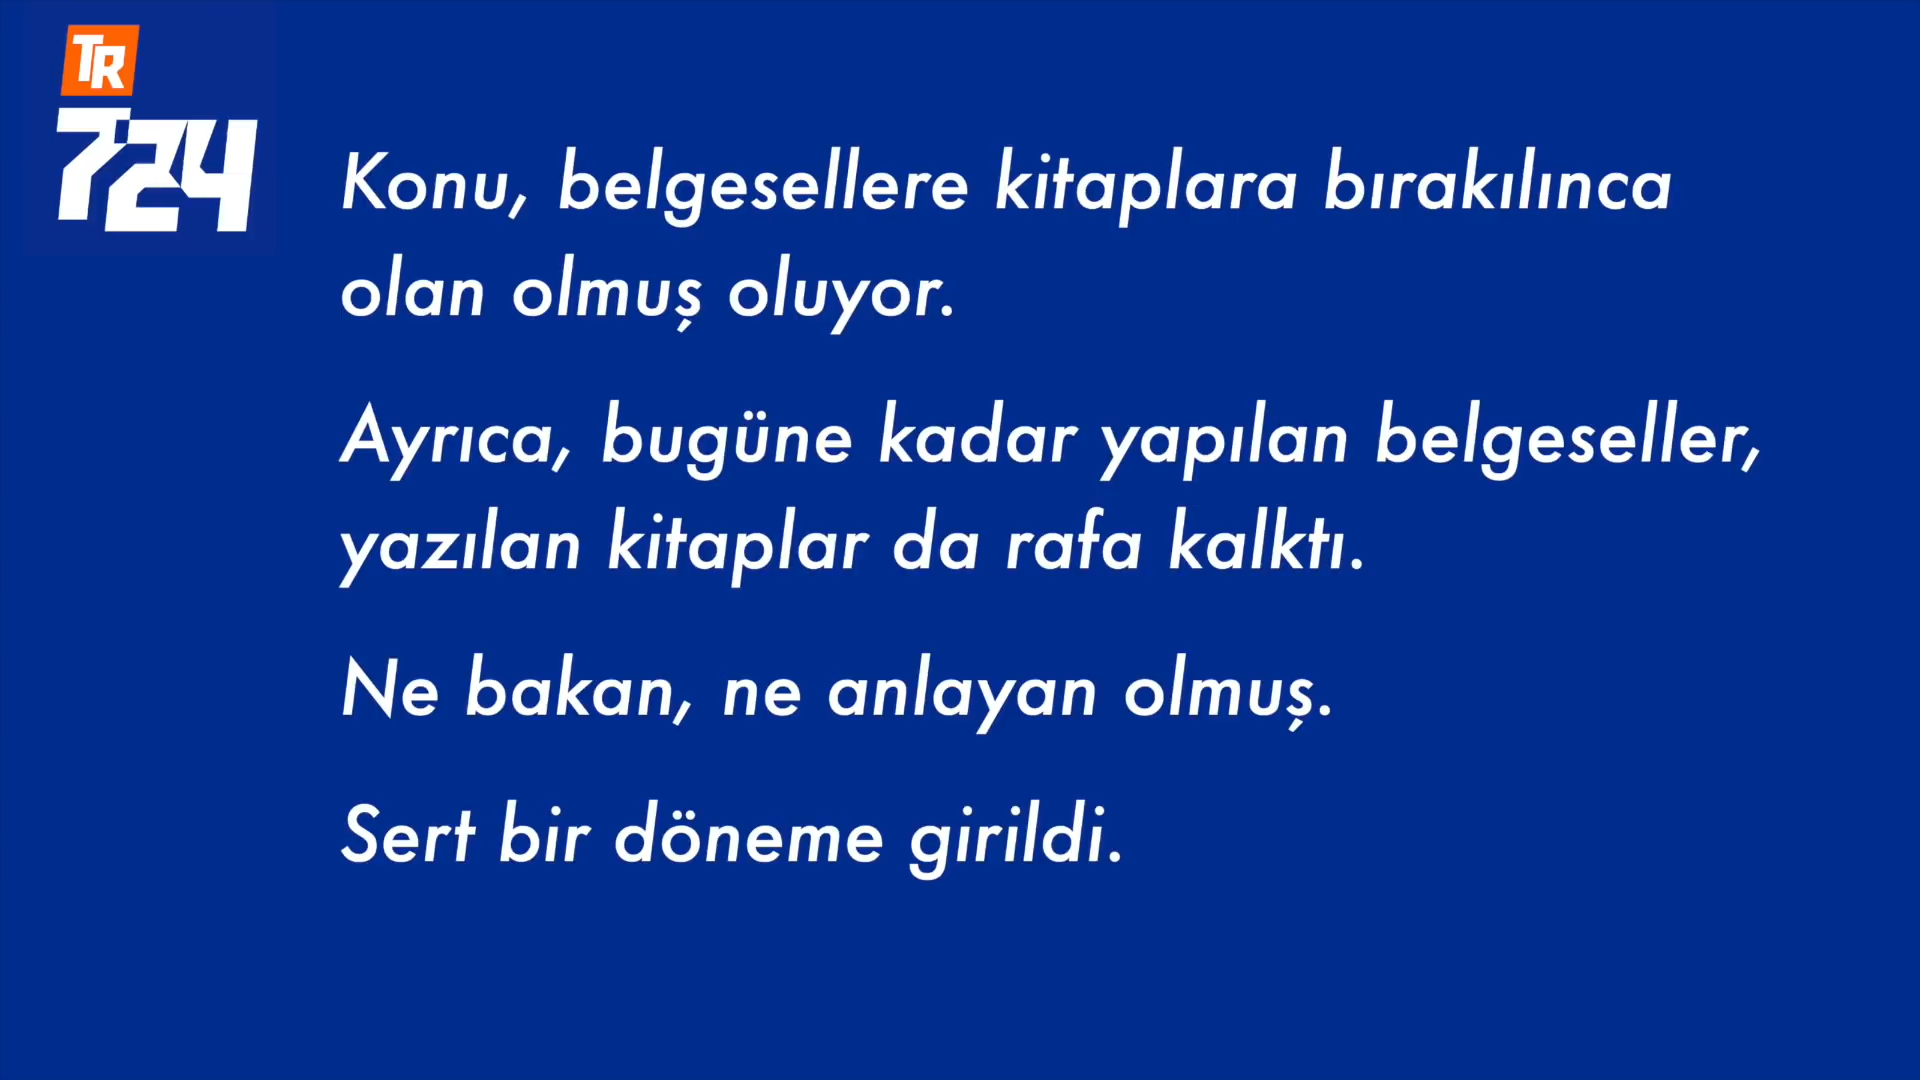 TR
724
Konu, belgesellere kitaplara bırakılınca
olan olmuş oluyor.
Ayrıca, bugüne kadar yapılan belgeseller,
yazılan kitaplar da rafa kalktı.
Ne bakan, ne anlayan olmuş.
Sert bir döneme girildi.